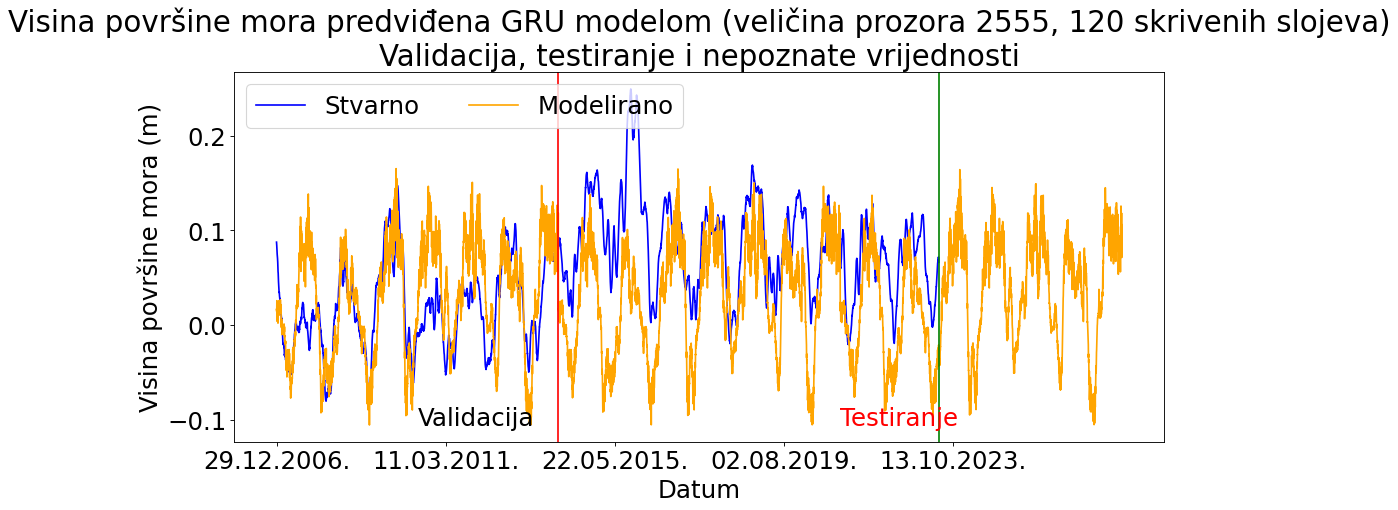 Visina površine mora predviđena GRU modelom (veličina prozora 2555, 120 skrivenih slojeva)
Validacija, testiranje i nepoznate vrijednosti
Stvarno
Modelirano
Visina površine mora (m)
0.2
0.1
0.0
−0.1
Validacija
Testiranje
29.12.2006.
11.03.2011.
22.05.2015.
02.08.2019.
13.10.2023.
Datum